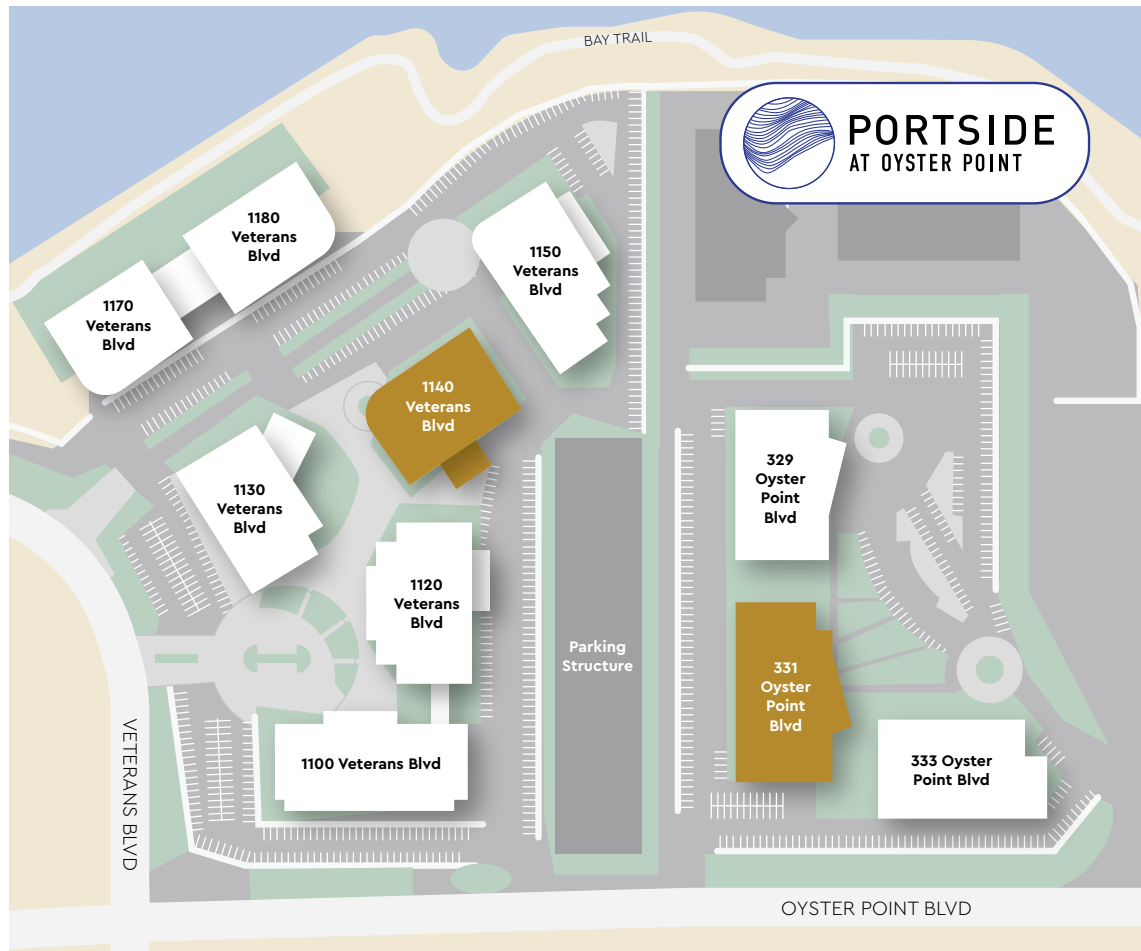 BAY TRAIL
PORTSIDE
AT OYSTER POINT
1180
Veterans
Blvd
1150
Veterans
Blvd
1170
Veterans
Blvd
1140
Veterans
Blvd
1130
Veterans
Blvd
329
Oyster
Point
Blvd
1120
Veterans
Blvd
Parking
Structure
331
Oyster
Point
Blvd
1100 Veterans Blvd
333 Oyster
Point Blvd
VETERANS BLVD
OYSTER POINT BLVD